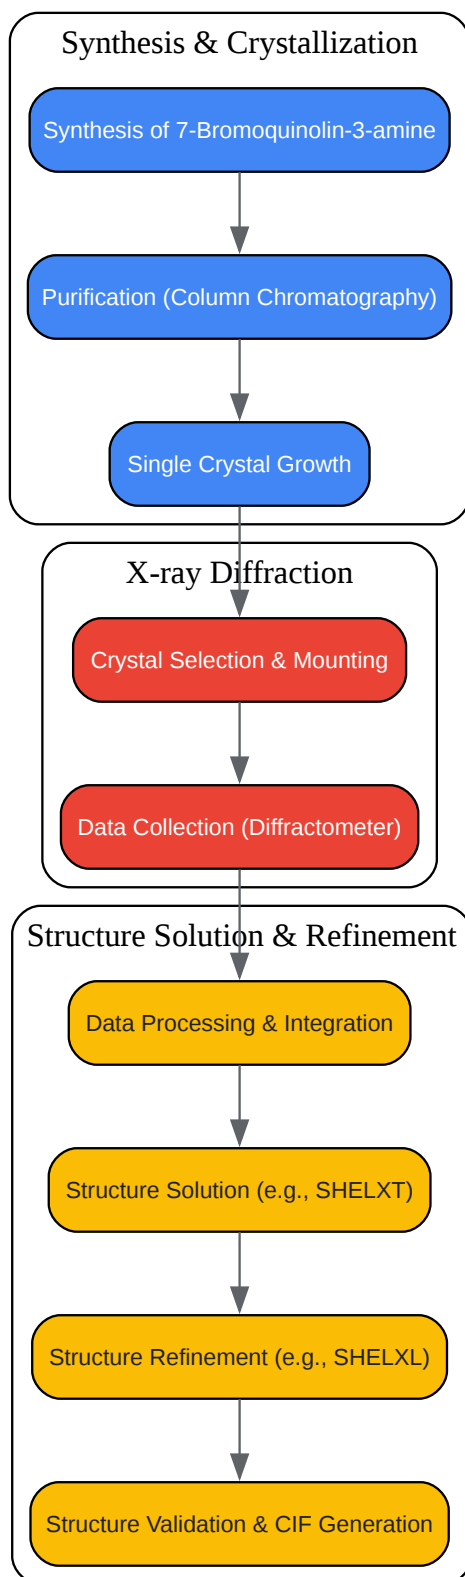 Synthesis & Crystallization
Synthesis of 7-Bromoquinolin-3-amine
Purification (Column Chromatography)
Single Crystal Growth
X-ray Diffraction
Crystal Selection & Mounting
Data Collection (Diffractometer)
Structure Solution & Refinement
Data Processing & Integration
Structure Solution (e.g., SHELXT)
Structure Refinement (e.g., SHELXL)
Structure Validation & CIF Generation